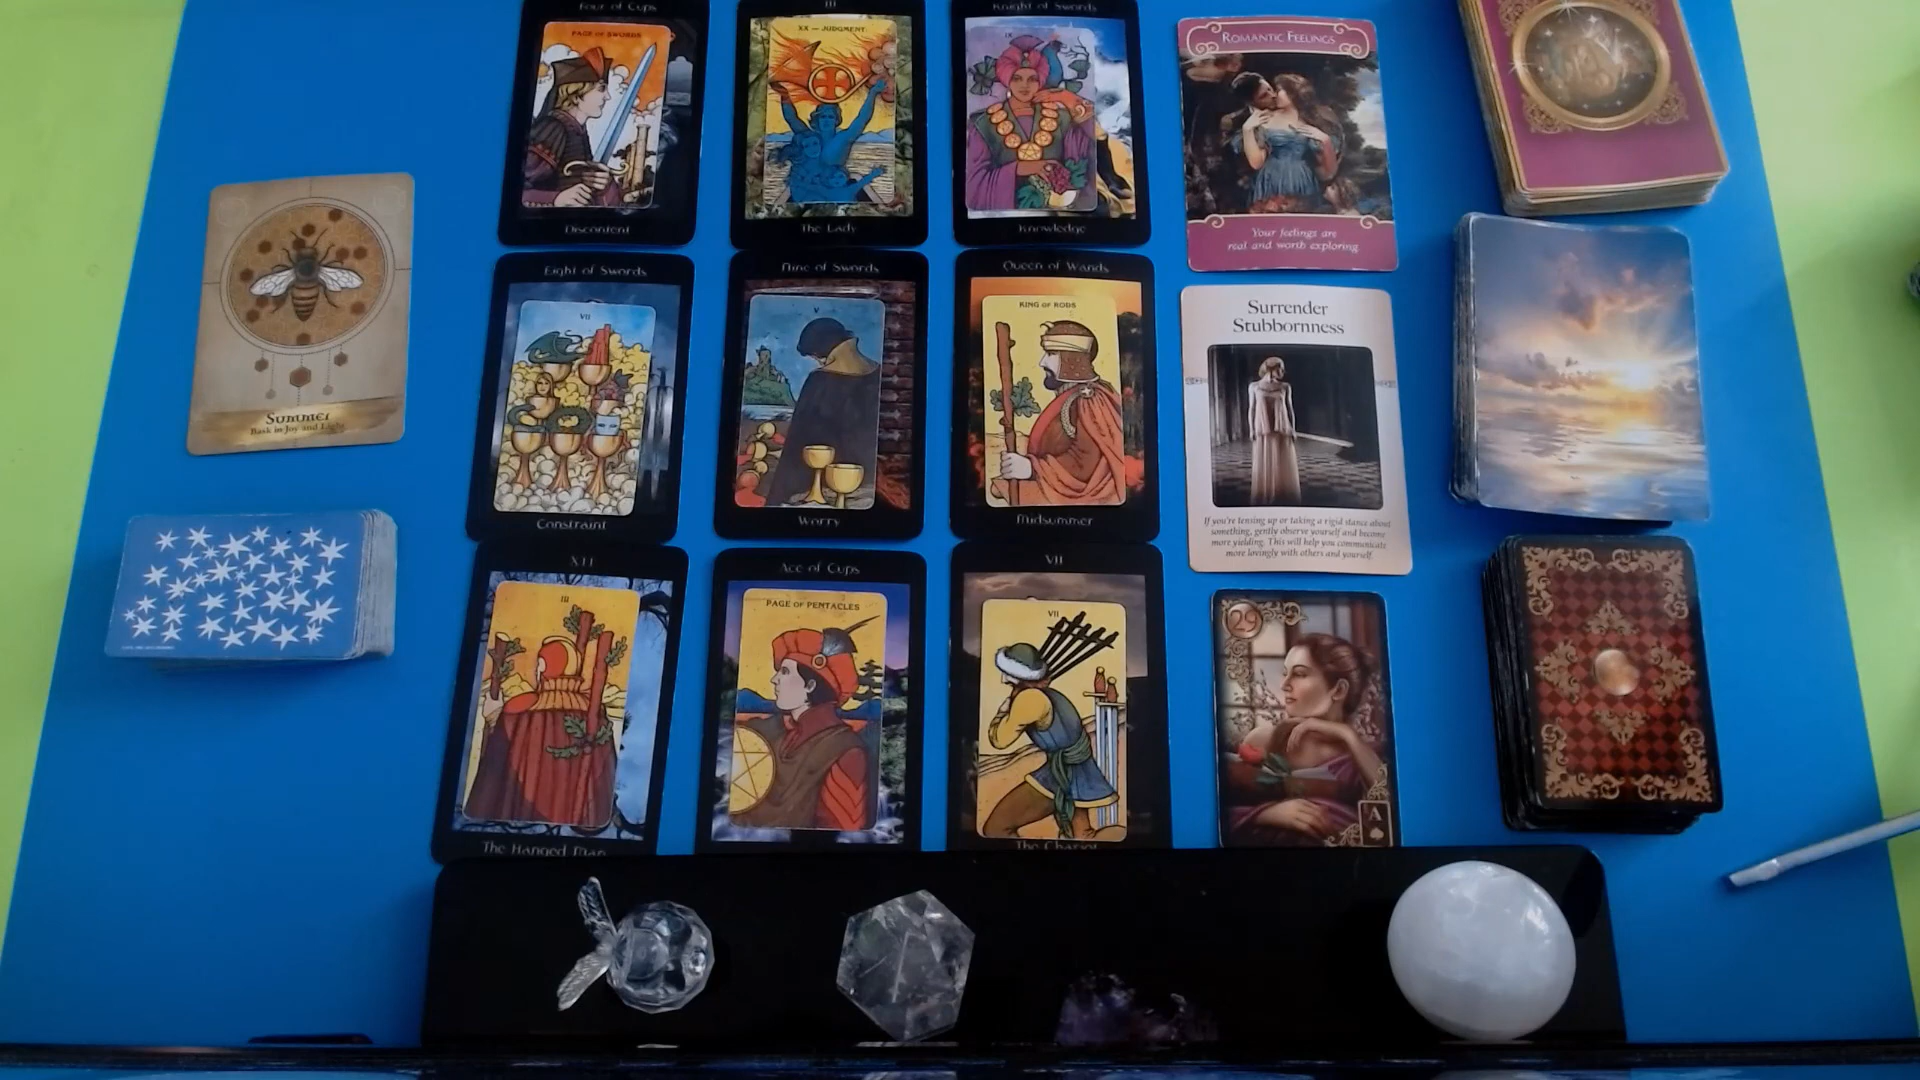 Four of Cups
PAGE OF SWORDS
Discontent
III
XX — JUDGMENT
The Lady
Knight of Swords
IX
Knowledge
ROMANTIC FEELINGS
Your feelings are
real and worth exploring.
Summer
Bask in Joy and Light
Eight of Swords
VII
Constraint
Nine of Swords
V
Worry
Queen of Wands
KING OF RODS
Midsummer
Surrender
Stubbornness
If you're tensing up or taking a rigid stance about
something, gently observe yourself and become
more yielding. This will help you communicate
more lovingly with others and yourself.
XII
III
The Hanged Man
Ace of Cups
PAGE OF PENTACLES
VII
VII
The Chariot
29
A